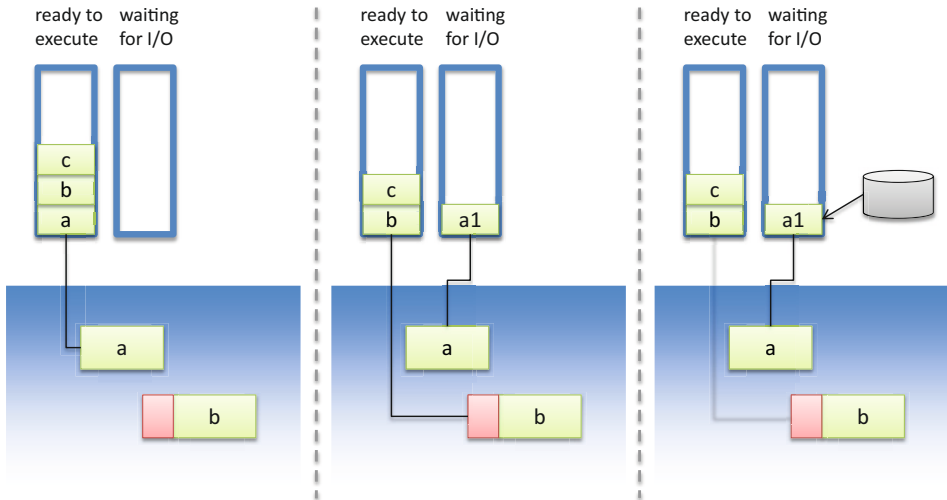 ready to
execute
waiting
for I/O
c
b
a
a
b
ready to
execute
waiting
for I/O
c
b
a1
a
b
ready to
execute
waiting
for I/O
c
b
a1
a
b